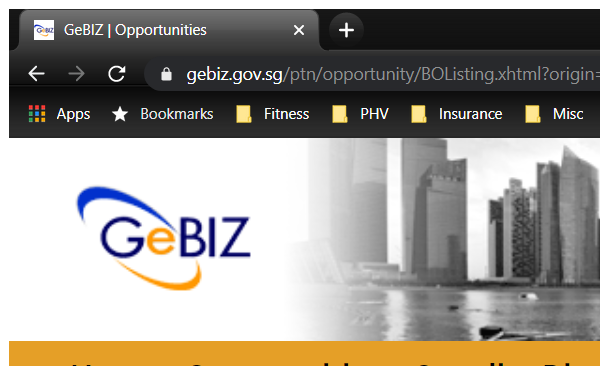 GeBIZ | Opportunities
gebiz.gov.sg/ptn/opportunity/BOListing.xhtml?origin=
Apps Bookmarks Fitness PHV Insurance Misc
GeBIZ